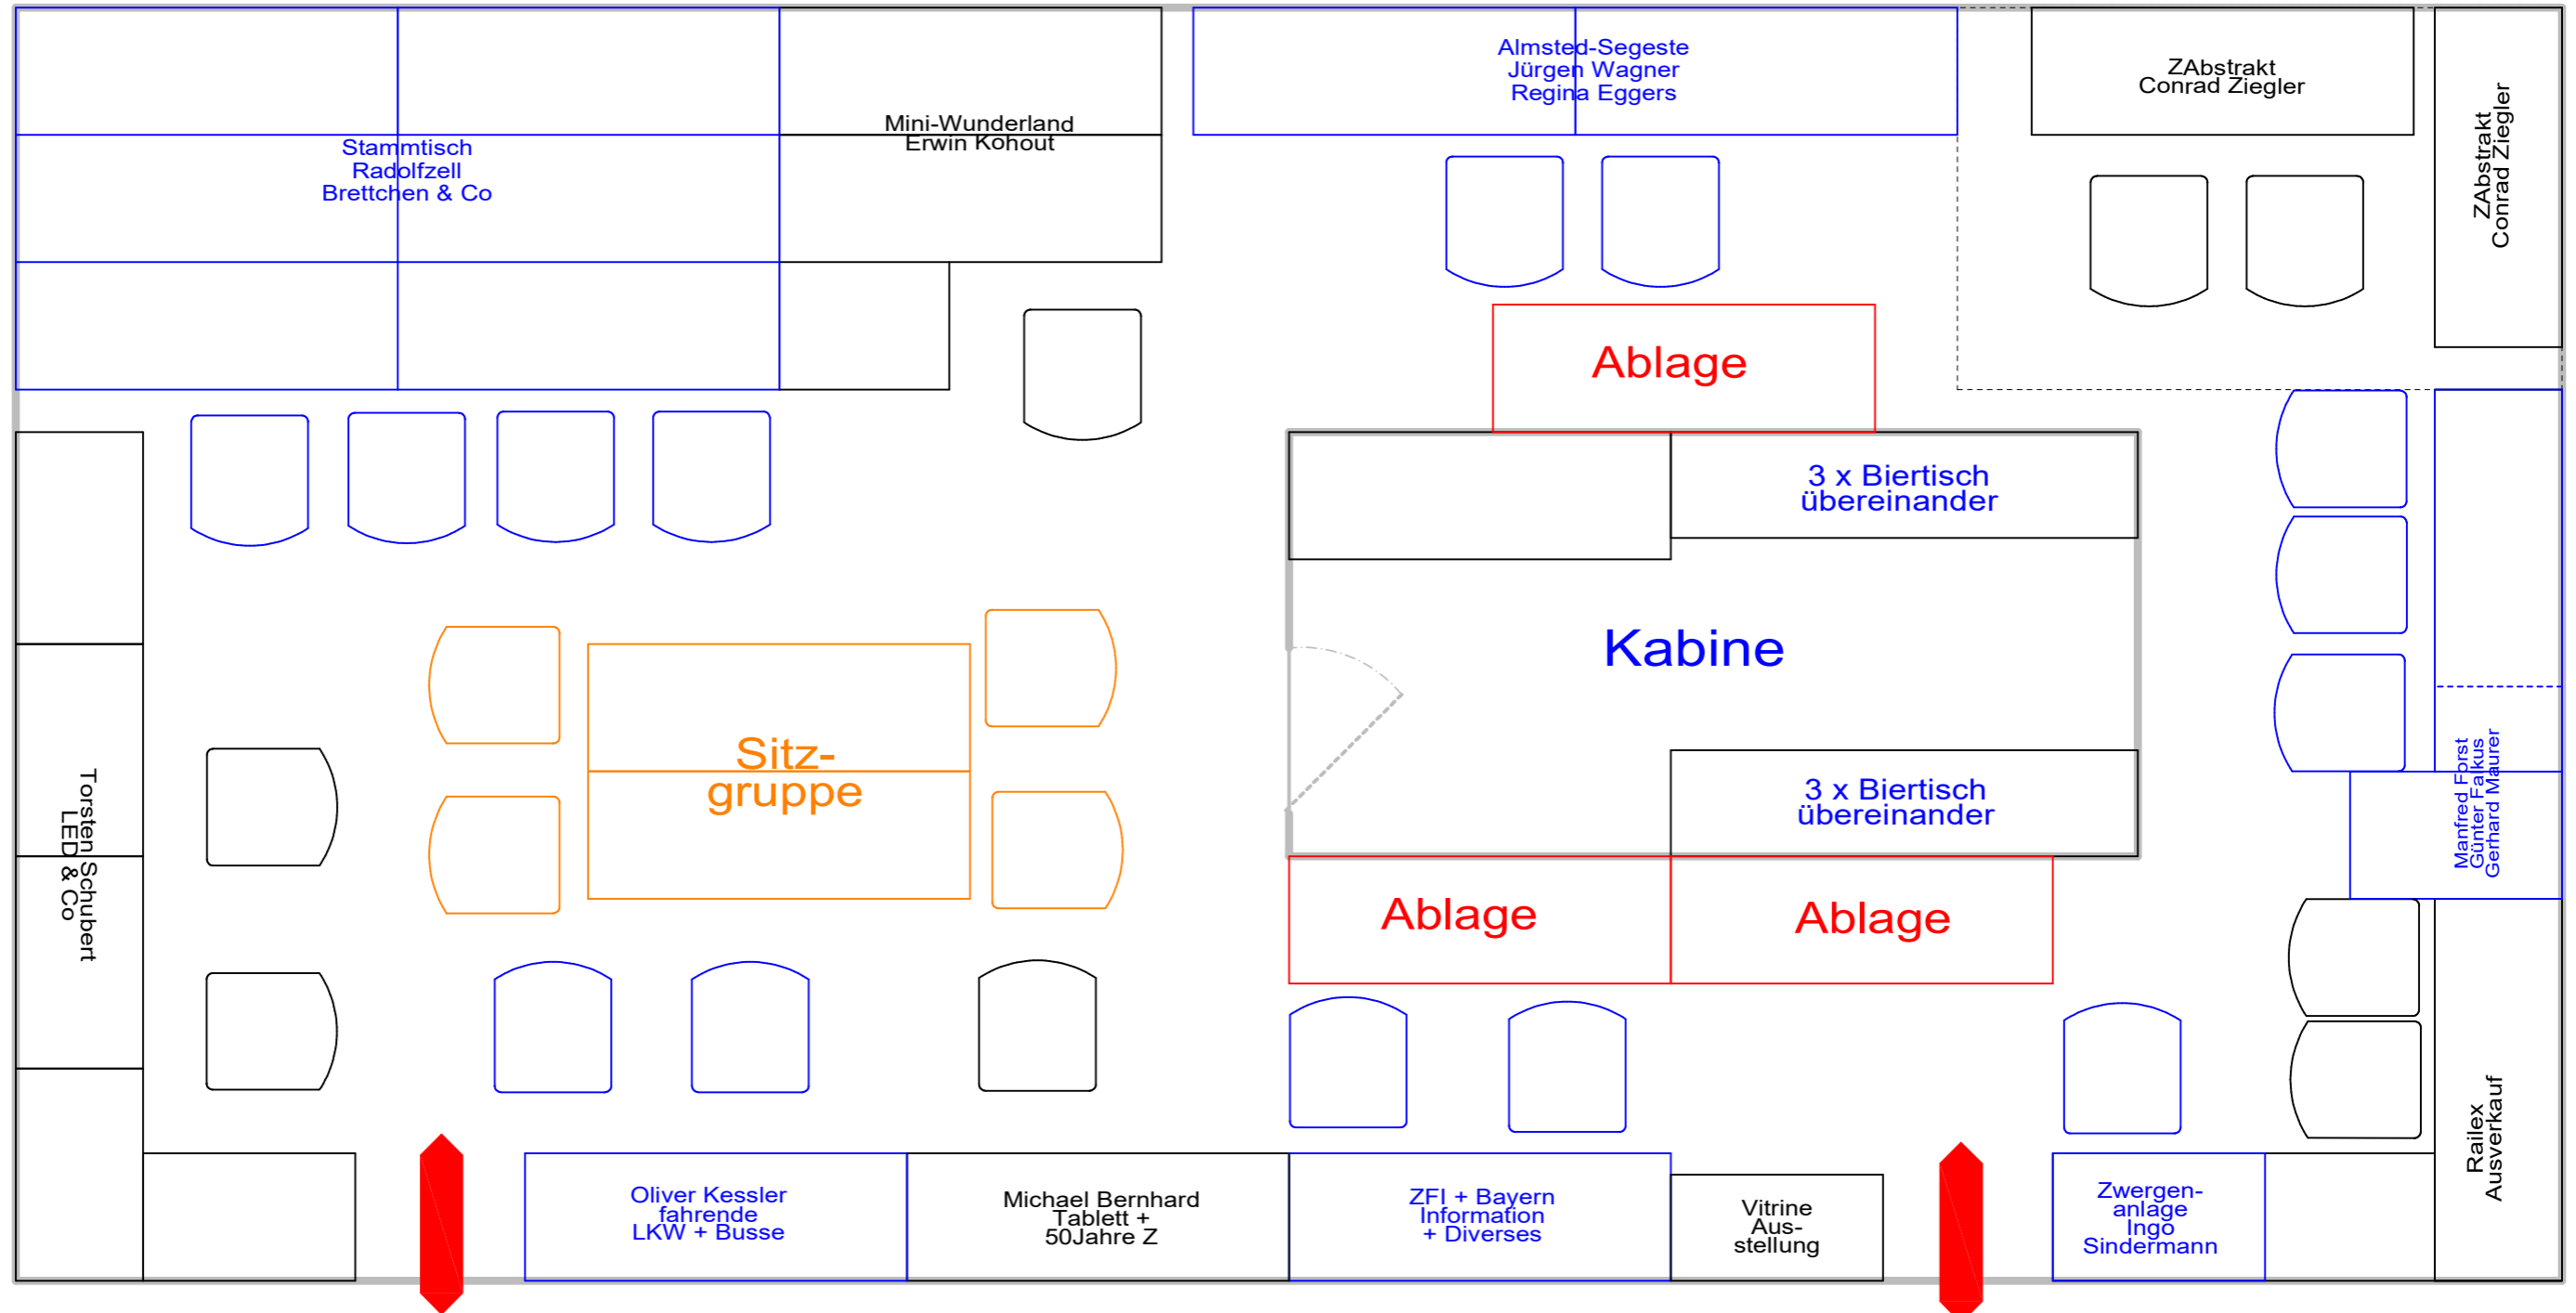 Stammtisch
Radolfzell
Brettchen & Co
Mini-Wunderland
Erwin Kohout
Almsted-Segeste
Jürgen Wagner
Regina Eggers
ZAbstrakt
Conrad Ziegler
ZAbstrakt
Conrad Ziegler
Ablage
3 x Biertisch
übereinander
Kabine
3 x Biertisch
übereinander
Sitz-
gruppe
Torsten Schubert
LED & Co
Manfred Forst
Günter Falkus
Gerhard Maurer
Ablage
Ablage
Railex
Ausverkauf
Oliver Kessler
fahrende
LKW + Busse
Michael Bernhard
Tablett +
50Jahre Z
ZFI + Bayern
Information
+ Diverses
Vitrine
Aus-
stellung
Zwergen-
anlage
Ingo
Sindermann